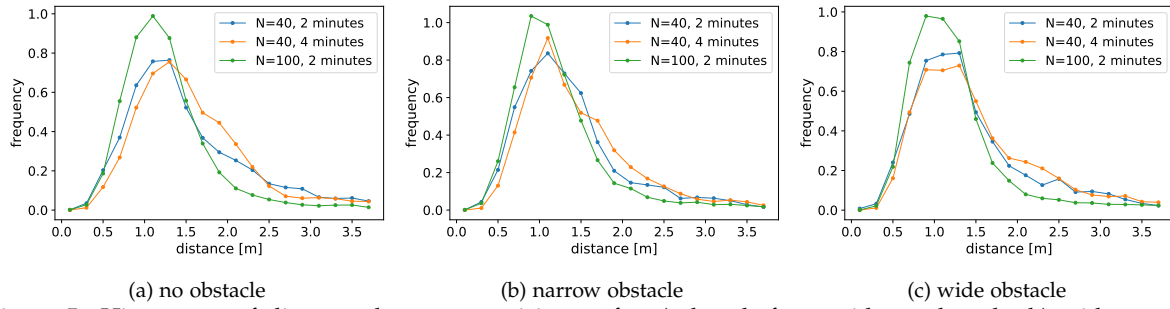 N=40, 2 minutes
N=40, 4 minutes
N=100, 2 minutes
frequency
1.0
0.8
0.6
0.4
0.2
0.0
0.0 0.5 1.0 1.5 2.0 2.5 3.0 3.5
distance [m]
(a) no obstacle
N=40, 2 minutes
N=40, 4 minutes
N=100, 2 minutes
frequency
1.0
0.8
0.6
0.4
0.2
0.0
0.0 0.5 1.0 1.5 2.0 2.5 3.0 3.5
distance [m]
(b) narrow obstacle
N=40, 2 minutes
N=40, 4 minutes
N=100, 2 minutes
frequency
1.0
0.8
0.6
0.4
0.2
0.0
0.0 0.5 1.0 1.5 2.0 2.5 3.0 3.5
distance [m]
(c) wide obstacle